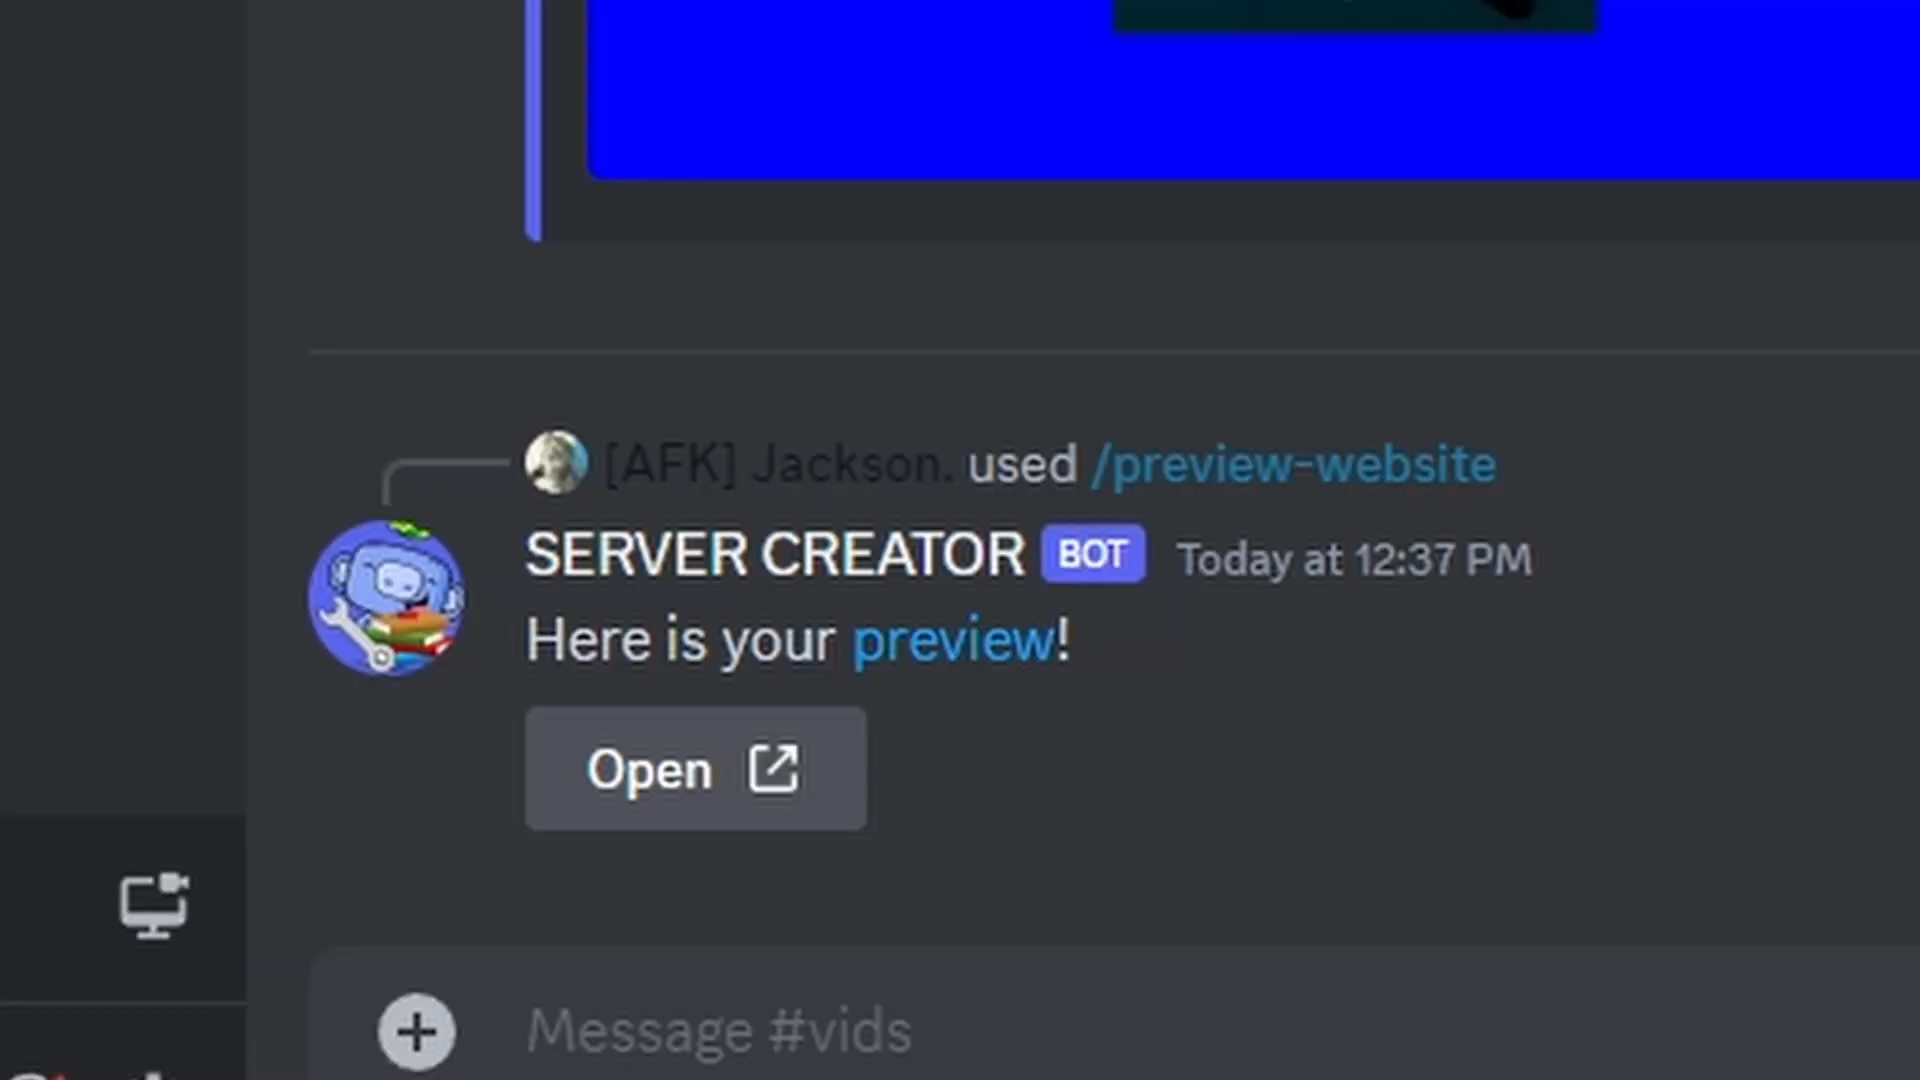 [AFK] Jackson. used /preview-website
SERVER CREATOR BOT Today at 12:37 PM
Here is your preview!
Open
Message #vids